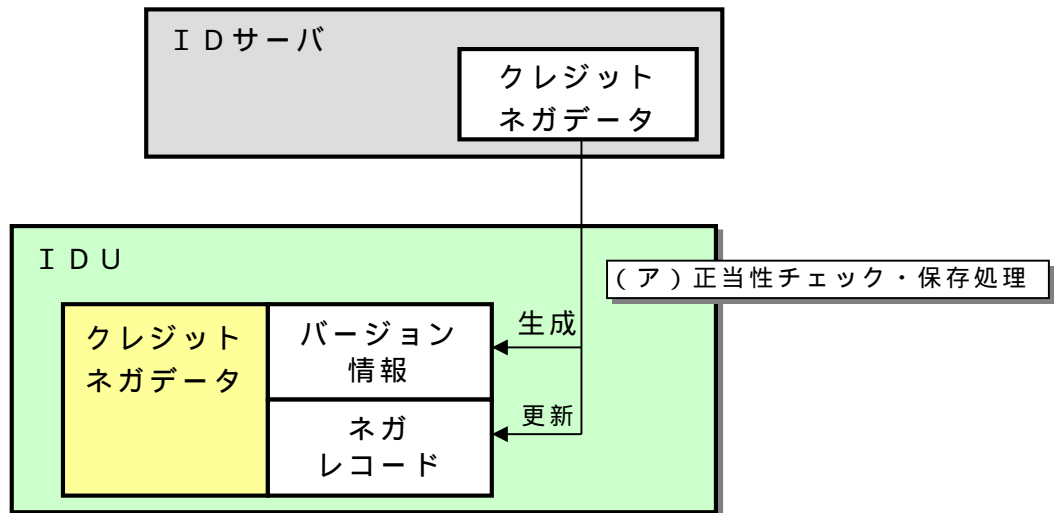 ＩＤサーバ
クレジット
ネガデータ
ＩＤＵ
(ア)正当性チェック・保存処理
クレジット
ネガデータ
バージョン
情報
生成
ネガ
レコード
更新